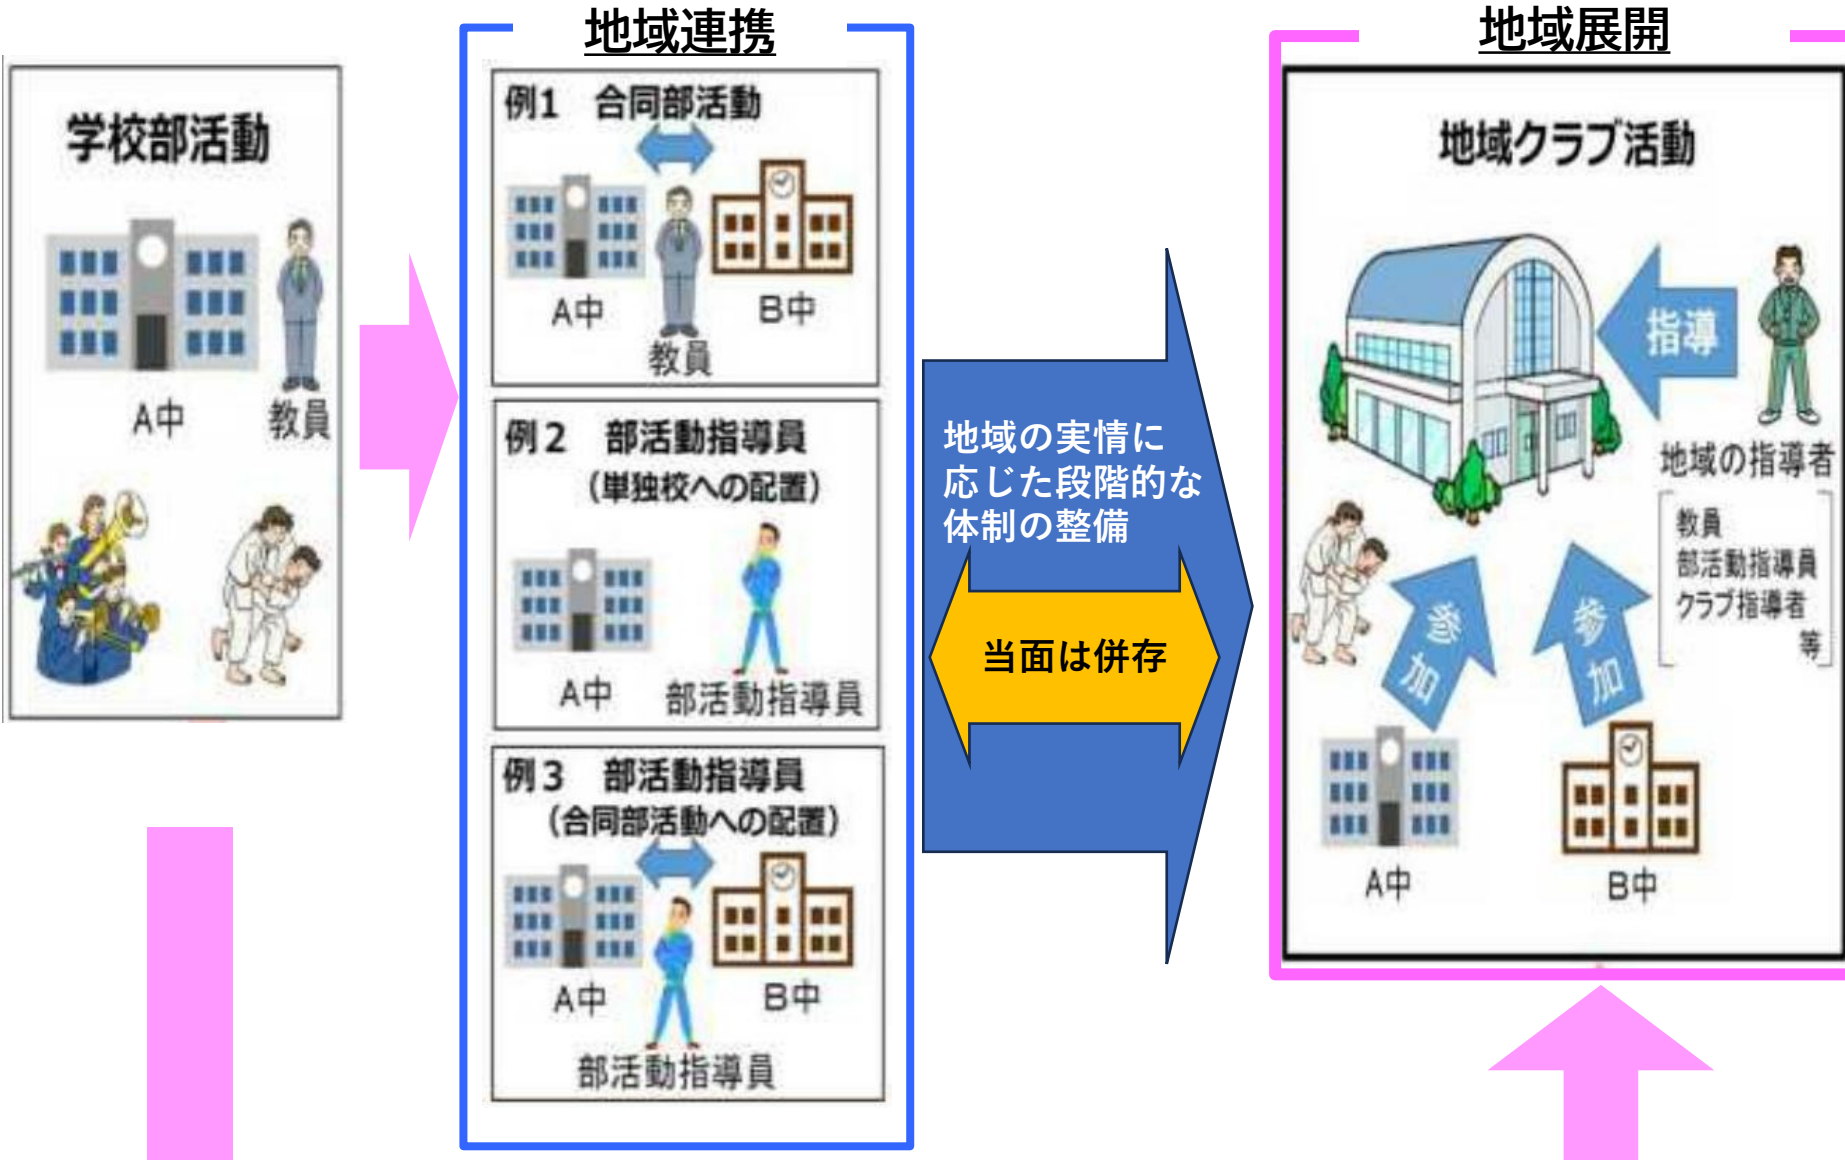 学校部活動
A中
教員
地域連携
例1 合同部活動
A中
B中
教員
例2 部活動指導員
(単独校への配置)
A中
部活動指導員
例3 部活動指導員
(合同部活動への配置)
A中
B中
部活動指導員
地域の実情に
応じた段階的な
体制の整備
当面は併存
地域展開
地域クラブ活動
指導
地域の指導者
教員
部活動指導員
クラブ指導者
等
参加
参加
A中
B中